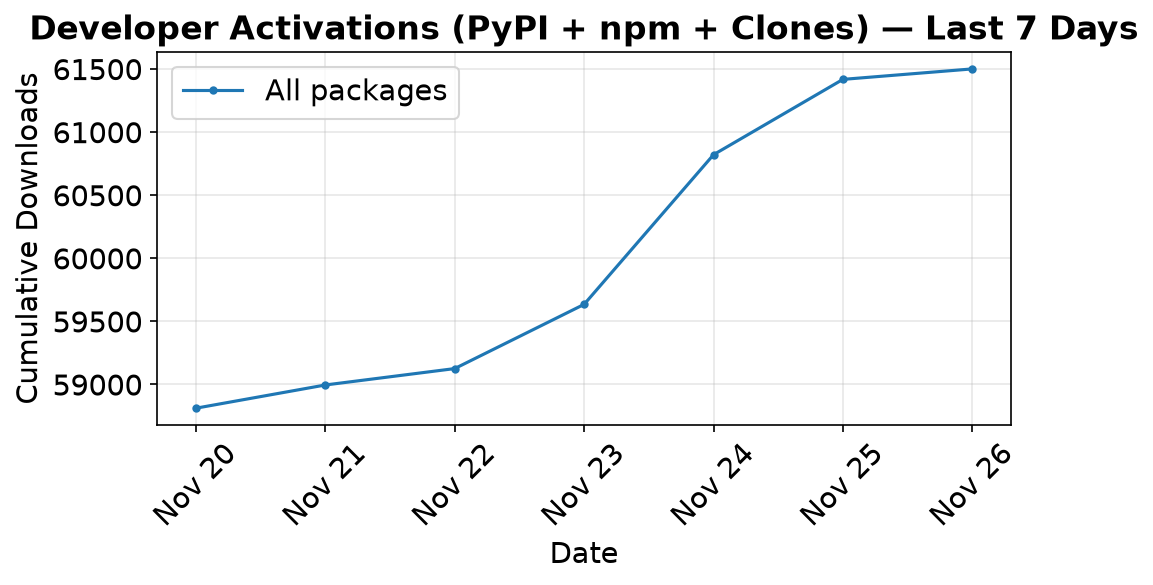 Developer Activations (PyPI + npm + Clones) — Last 7 Days
All packages
Cumulative Downloads
61500
61000
60500
60000
59500
59000
Nov 20
Nov 21
Nov 22
Nov 23
Nov 24
Nov 25
Nov 26
Date